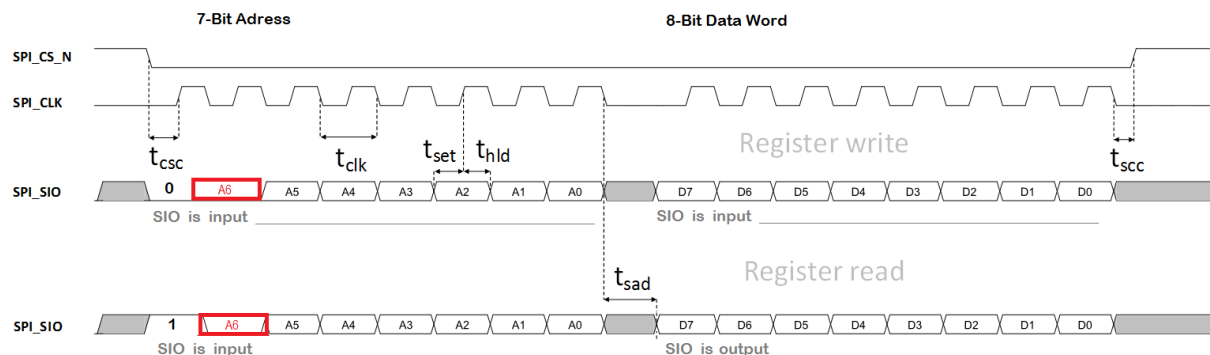 7-Bit Adress 8-Bit Data Word
SPI_CS_N
SPI_CLK
Register write
tcsc tclk tset thld tscc
SPI_SIO 0 A6 A5 A4 A3 A2 A1 A0 D7 D6 D5 D4 D3 D2 D1 D0
SIO is input SIO is input
Register read
tsad
SPI_SIO 1 A6 A5 A4 A3 A2 A1 A0 D7 D6 D5 D4 D3 D2 D1 D0
SIO is input SIO is output